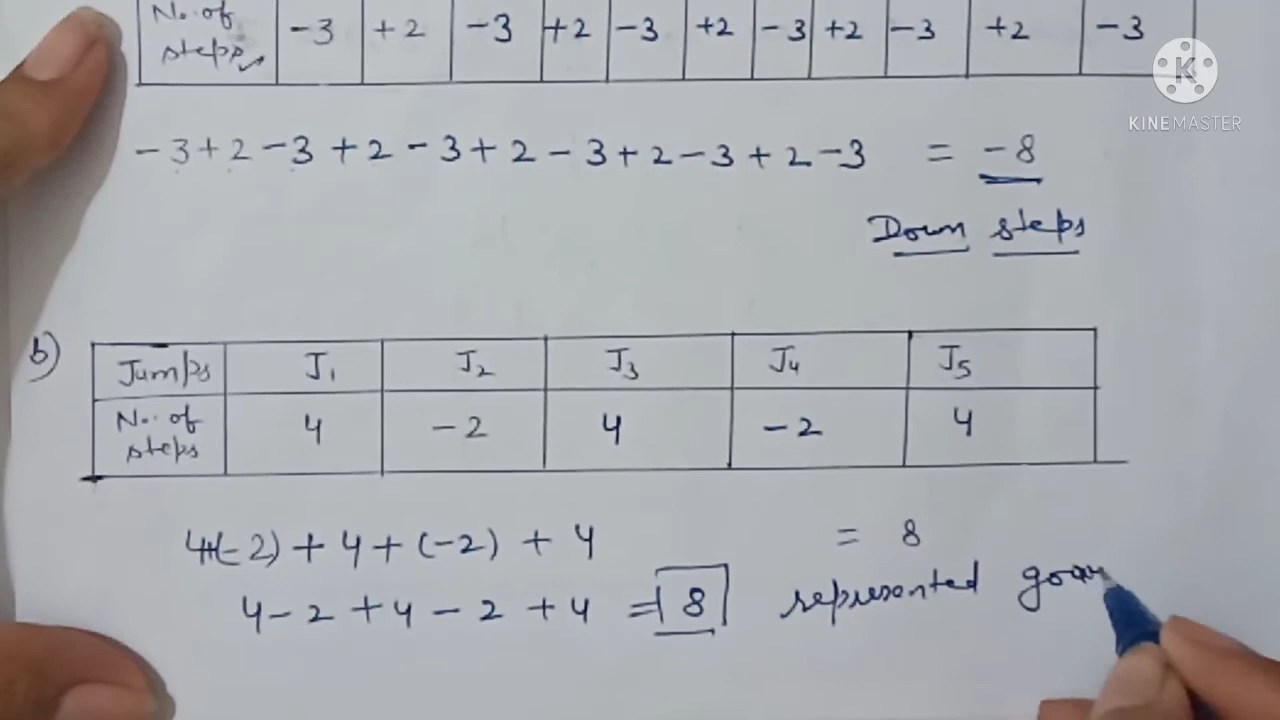 No. of steps -3 +2 -3 +2 -3 +2 -3 +2 -3 +2 -3
K
KINEMASTER
-3+2-3+2-3+2-3+2-3+2-3 = -8
Down steps
b)
Jumps J₁ J₂ J₃ J₄ J₅
No. of steps 4 -2 4 -2 4
4+(-2)+4+(-2)+4 = 8
4-2+4-2+4 = 8 represented